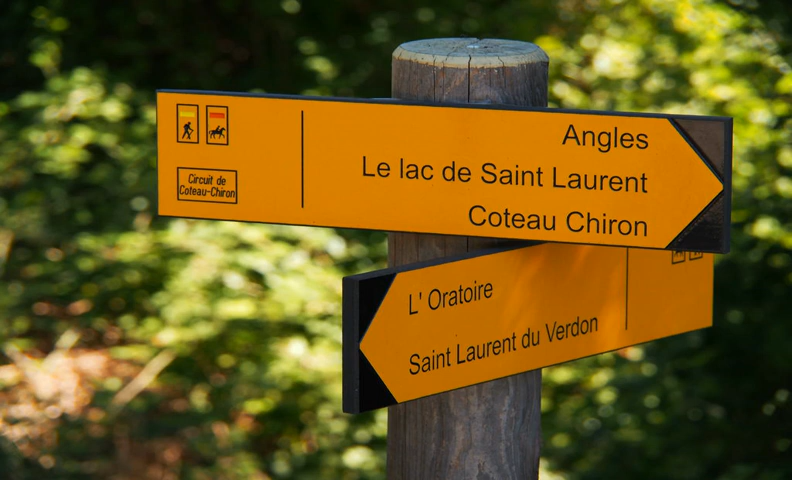 Angles
Le lac de Saint Laurent
Coteau Chiron
Circuit de
Coteau-Chiron
L' Oratoire
Saint Laurent du Verdon